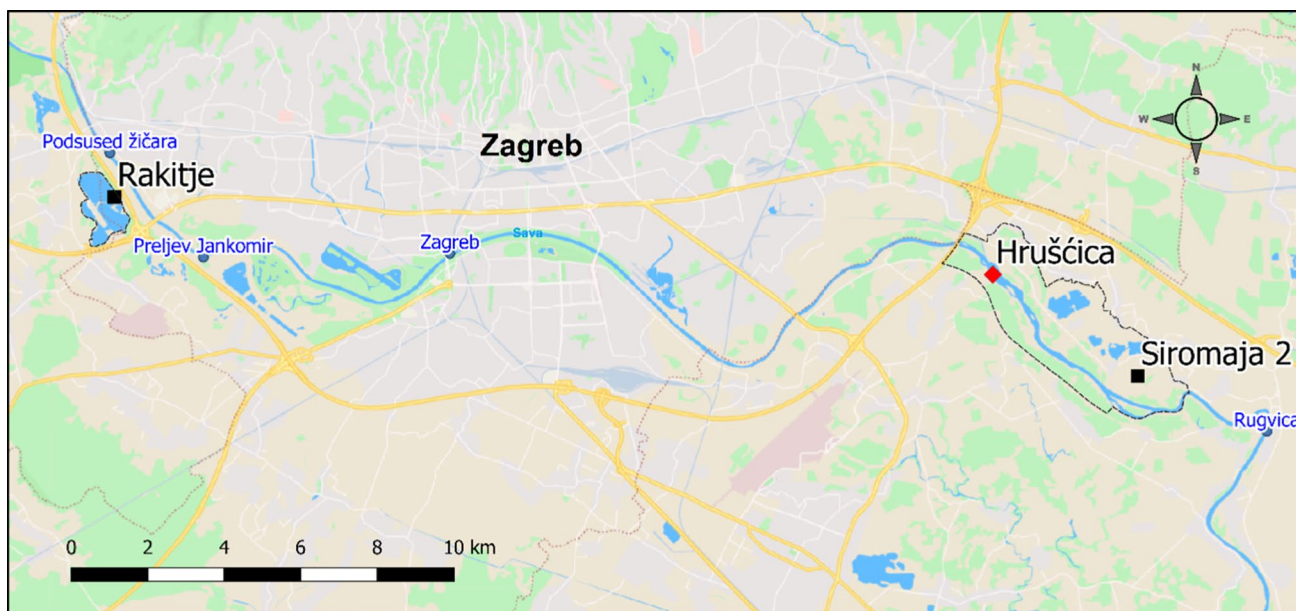 N
W E
S
Zagreb
Podsused žičara
Rakitje
Preljev Jankomir
Zagreb
Sava
Hrušćica
Siromaja 2
Rugvica
0 2 4 6 8 10 km